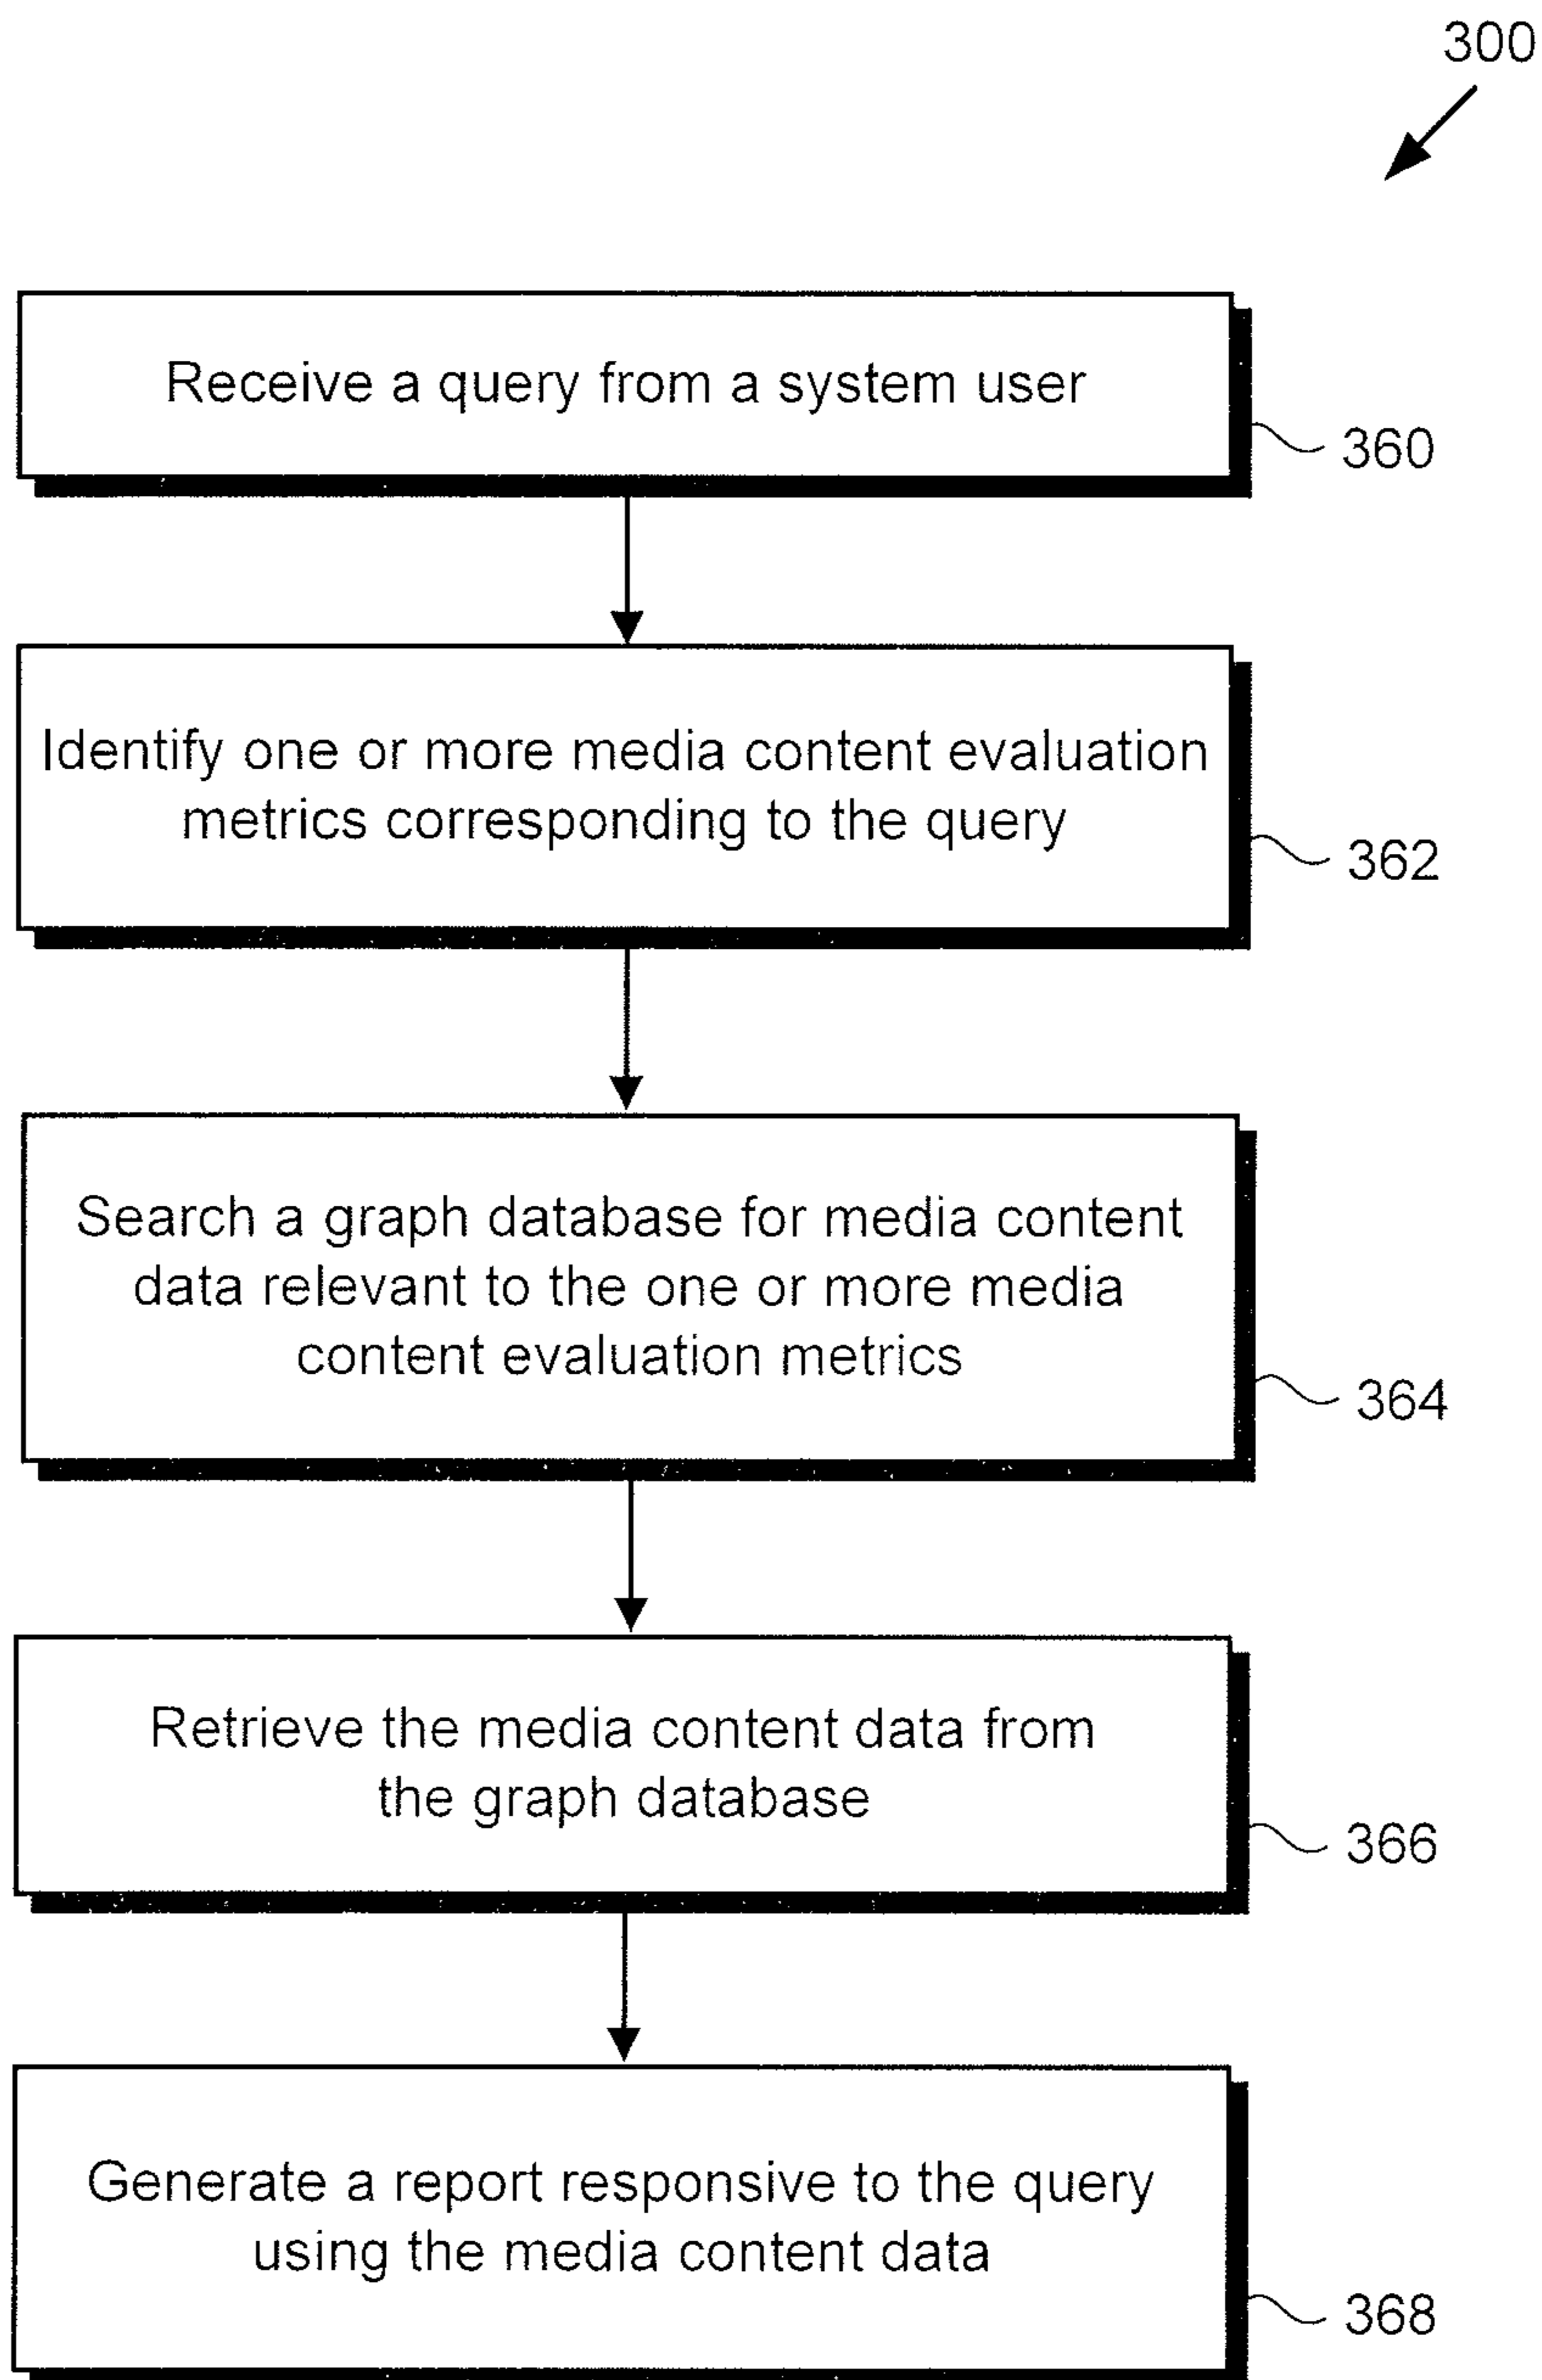 300
Receive a query from a system user
360
Identify one or more media content evaluation
metrics corresponding to the query
362
Search a graph database for media content
data relevant to the one or more media
content evaluation metrics
364
Retrieve the media content data from
the graph database
366
Generate a report responsive to the query
using the media content data
368